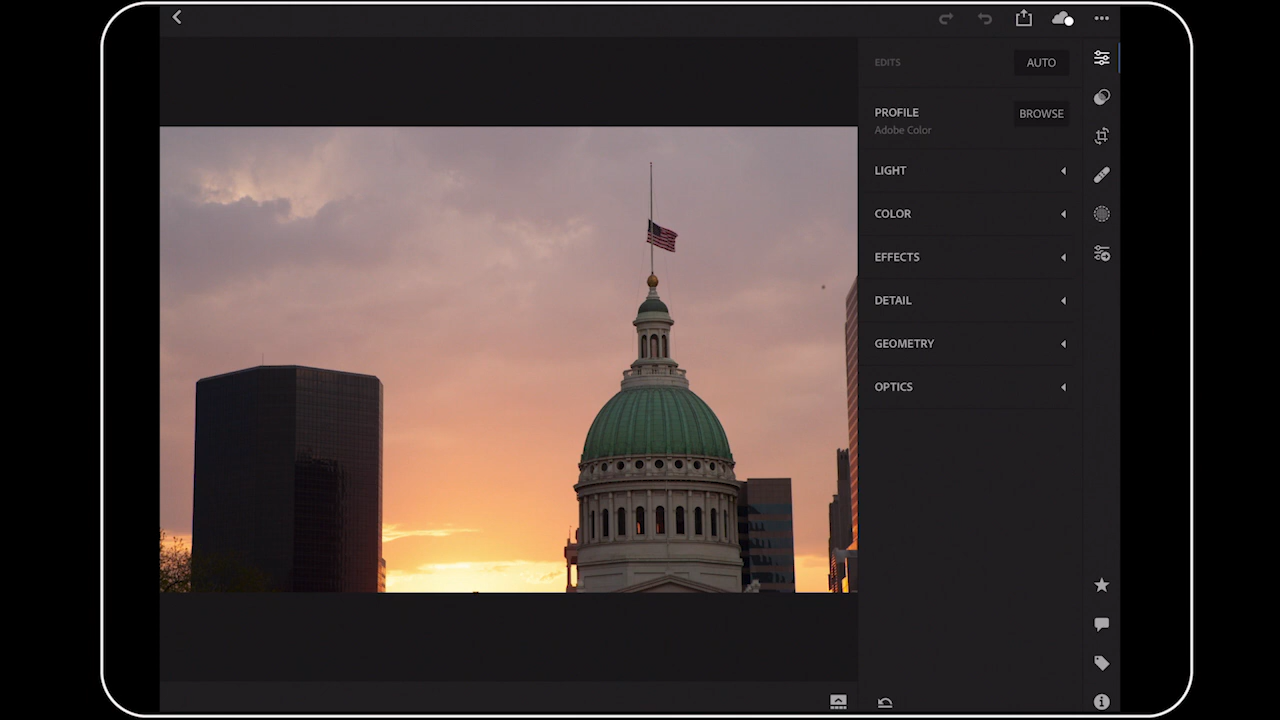 EDITS
AUTO
PROFILE
Adobe Color
BROWSE
LIGHT
COLOR
EFFECTS
DETAIL
GEOMETRY
OPTICS